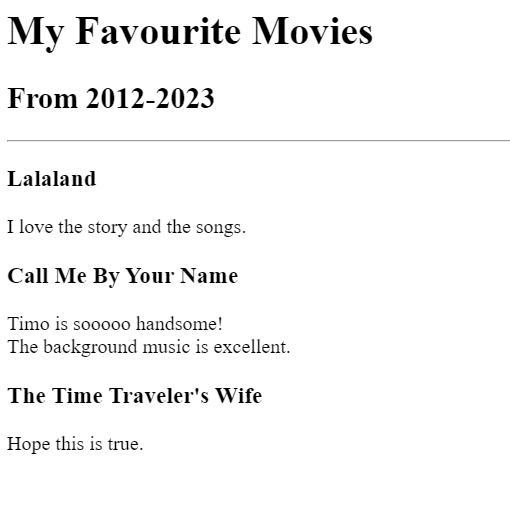 My Favourite Movies
From 2012-2023
Lalaland
I love the story and the songs.
Call Me By Your Name
Timo is sooooo handsome!
The background music is excellent.
The Time Traveler's Wife
Hope this is true.